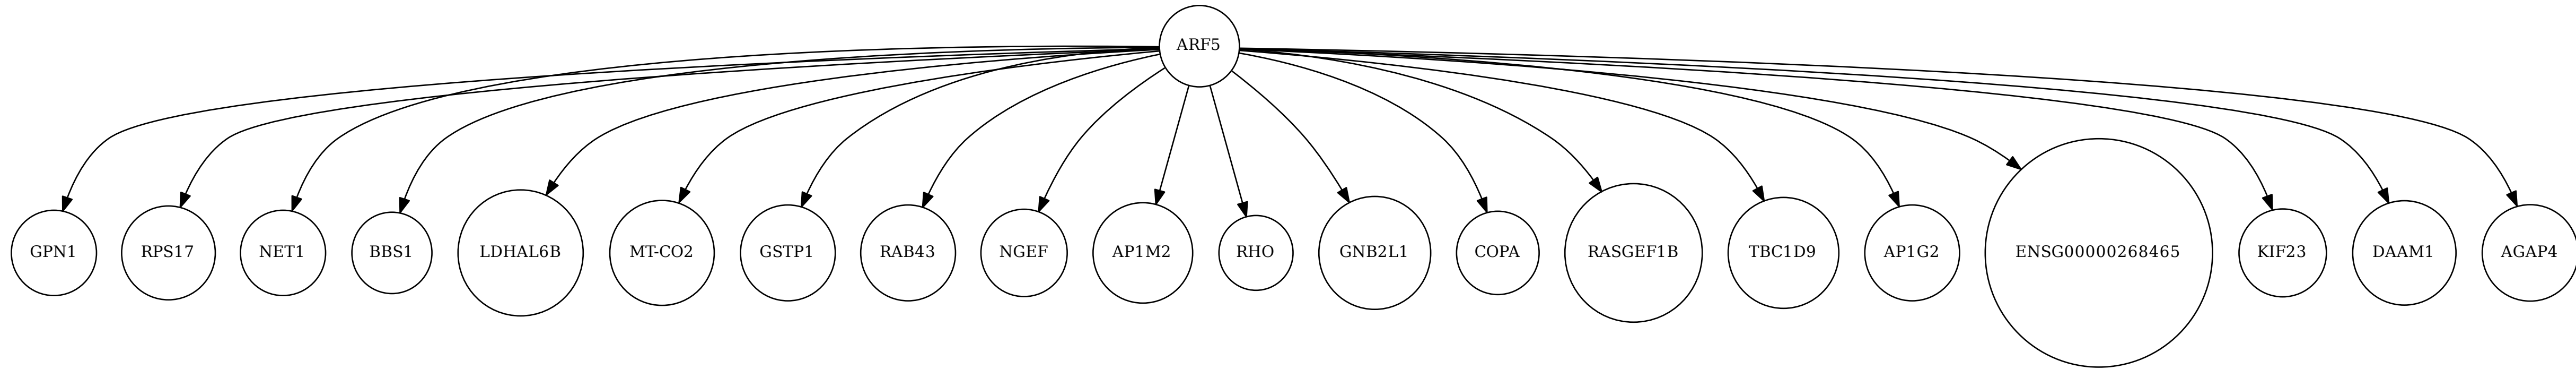 ARF5
GPN1
RPS17
NET1
BBS1
LDHAL6B
MT-CO2
GSTP1
RAB43
NGEF
AP1M2
RHO
GNB2L1
COPA
RASGEF1B
TBC1D9
AP1G2
ENSG00000268465
KIF23
DAAM1
AGAP4